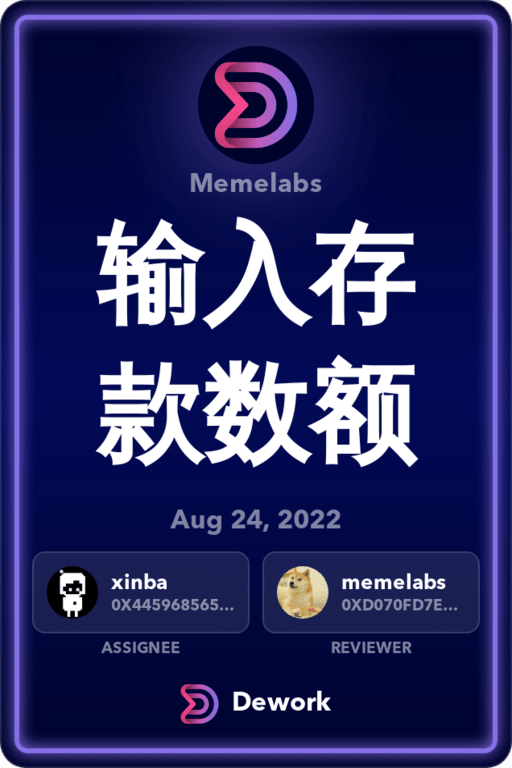 Memelabs
输入存
款数额
Aug 24, 2022
xinba
0X445968565...
ASSIGNEE
memelabs
0XD070FD7E...
REVIEWER
Dework